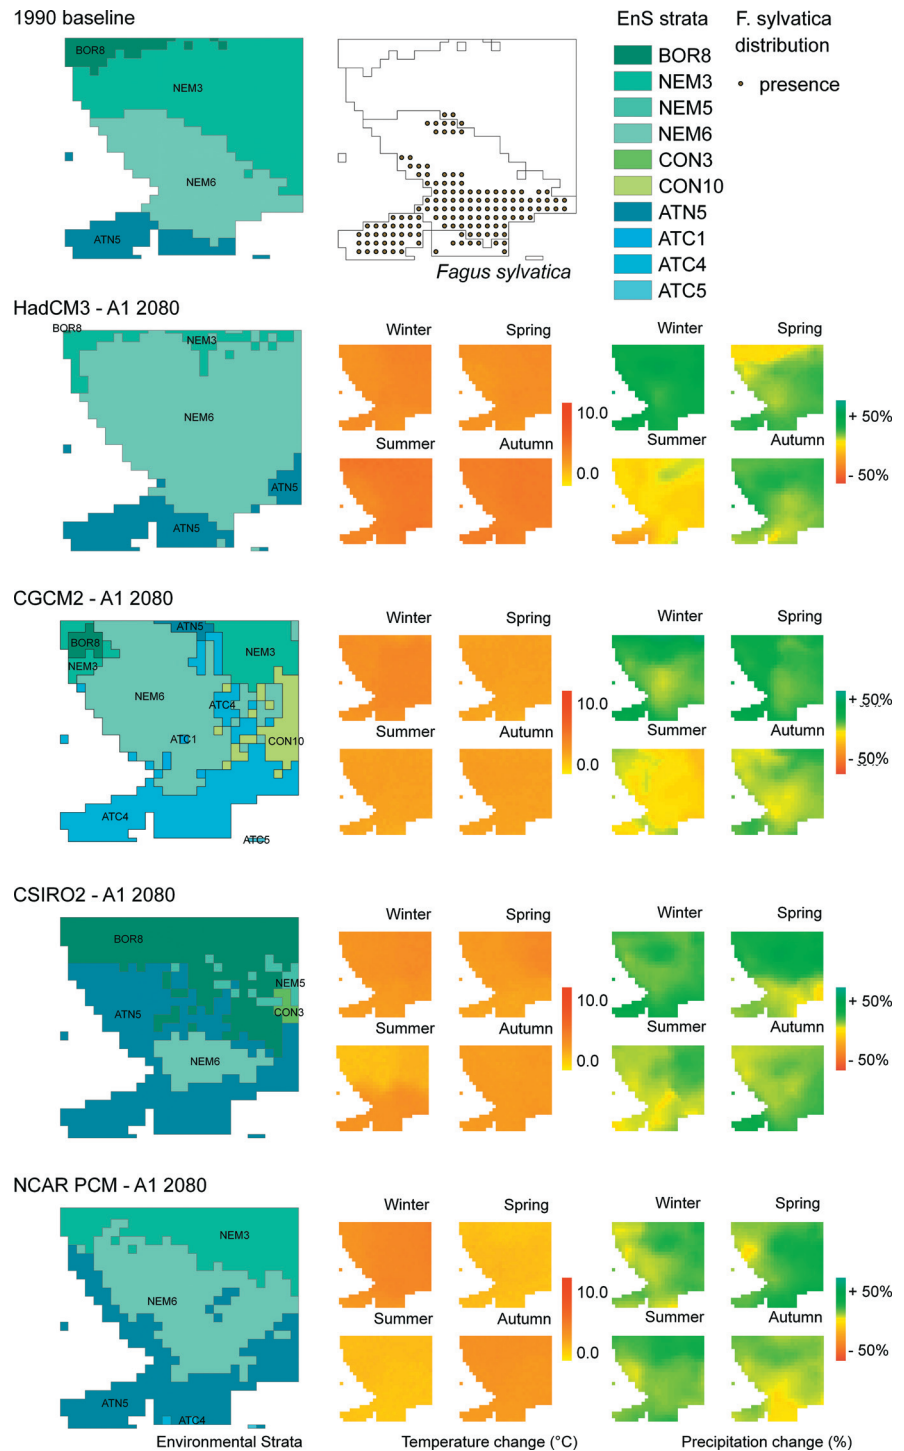 1990 baseline
BOR8
NEM3
NEM6
ATN5
Fagus sylvatica
EnS strata
BOR8
NEM3
NEM5
NEM6
CON3
CON10
ATN5
ATC1
ATC4
ATC5
F. sylvatica
distribution
presence
HadCM3 - A1 2080
BOR8
NEM3
NEM6
ATN5
ATN5
Winter
Spring
Summer
Autumn
10.0
0.0
Winter
Spring
Summer
Autumn
+ 50%
- 50%
CGCM2 - A1 2080
BOR8
ATN5
NEM3
NEM3
NEM6
ATC4
ATC1
CON10
ATC4
ATC5
Winter
Spring
Summer
Autumn
10.0
0.0
Winter
Spring
Summer
Autumn
+ 50%
- 50%
CSIRO2 - A1 2080
BOR8
ATN5
NEM5
CON3
NEM6
Winter
Spring
Summer
Autumn
10.0
0.0
Winter
Spring
Summer
Autumn
+ 50%
- 50%
NCAR PCM - A1 2080
NEM3
NEM6
ATN5
ATC4
Winter
Spring
Summer
Autumn
10.0
0.0
Winter
Spring
Summer
Autumn
+ 50%
- 50%
Environmental Strata
Temperature change (°C)
Precipitation change (%)